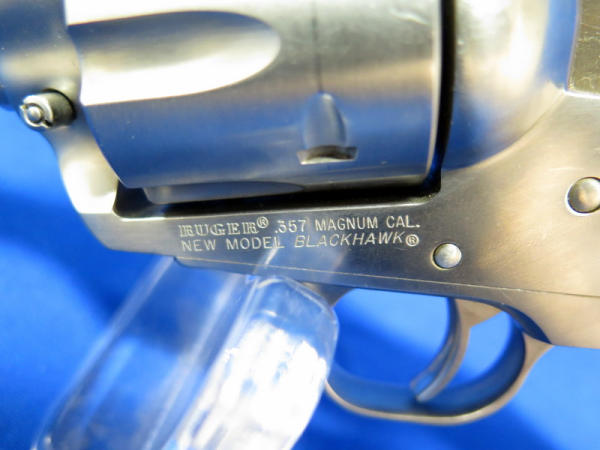 RUGER® .357 MAGNUM CAL.
NEW MODEL BLACKHAWK®